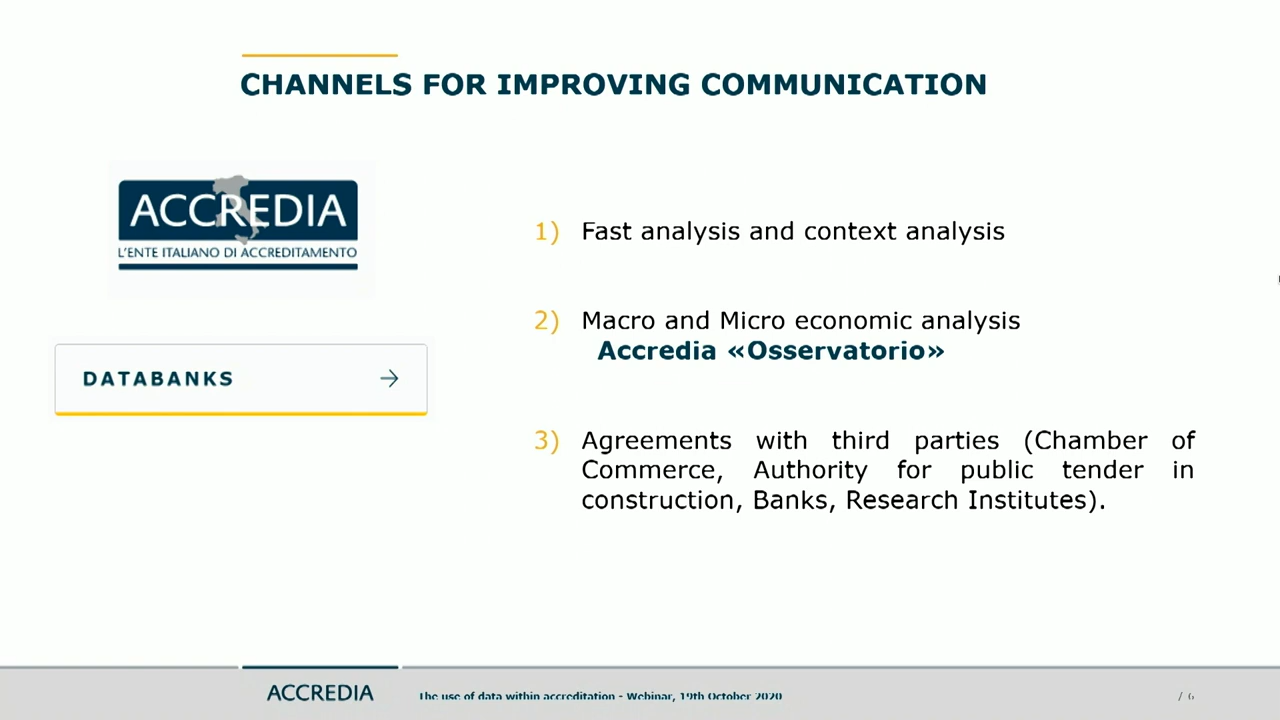 CHANNELS FOR IMPROVING COMMUNICATION
ACCREDIA
L'ENTE ITALIANO DI ACCREDITAMENTO
DATABANKS
1) Fast analysis and context analysis
2) Macro and Micro economic analysis
Accredia «Osservatorio»
3) Agreements with third parties (Chamber of
Commerce, Authority for public tender in
construction, Banks, Research Institutes).
ACCREDIA
The use of data within accreditation - Webinar, 19th October 2020
/ 6